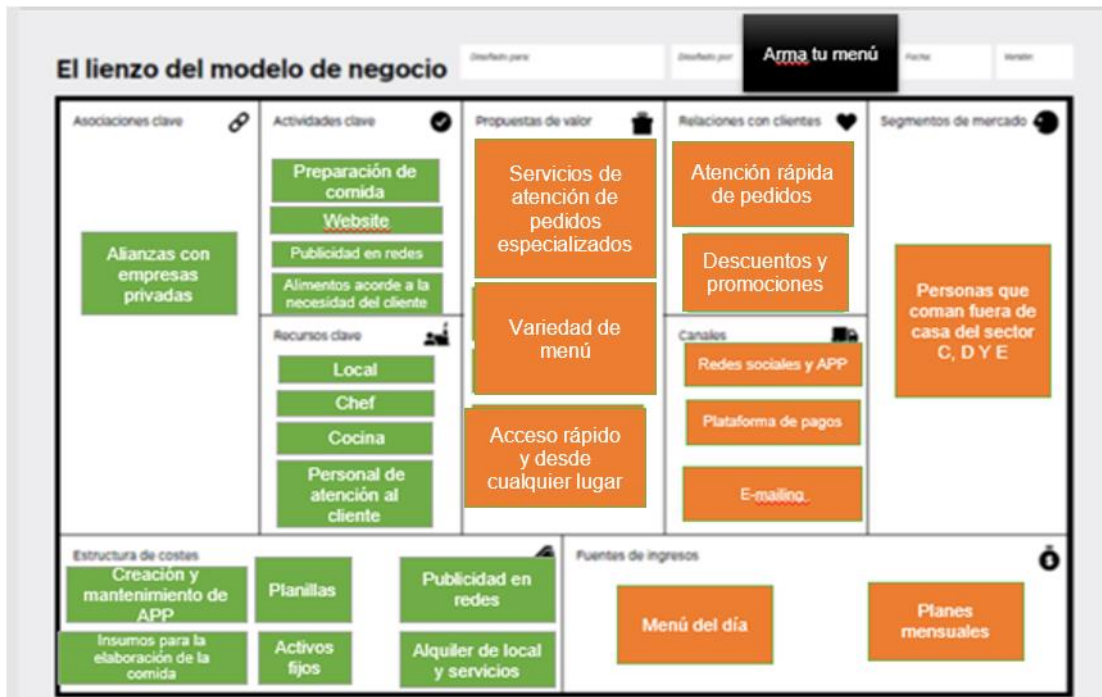 El lienzo del modelo de negocio
Diseñado para:
Diseñado por:
Arma tu menú
Fecha:
Versión:
Asociaciones clave
Alianzas con
empresas
privadas
Actividades clave
Preparación de
comida
Website
Publicidad en redes
Alimentos acorde a la
necesidad del cliente
Recursos clave
Local
Chef
Cocina
Personal de
atención al
cliente
Propuestas de valor
Servicios de
atención de
pedidos
especializados
Variedad de
menú
Acceso rápido
y desde
cualquier lugar
Relaciones con clientes
Atención rápida
de pedidos
Descuentos y
promociones
Canales
Redes sociales y APP
Plataforma de pagos
E-mailing
Segmentos de mercado
Personas que
coman fuera de
casa del sector
C, D Y E
Estructura de costes
Creación y
mantenimiento de
APP
Insumos para la
elaboración de la
comida
Planillas
Activos
fijos
Publicidad en
redes
Alquiler de local
y servicios
Fuentes de ingresos
Menú del día
Planes
mensuales